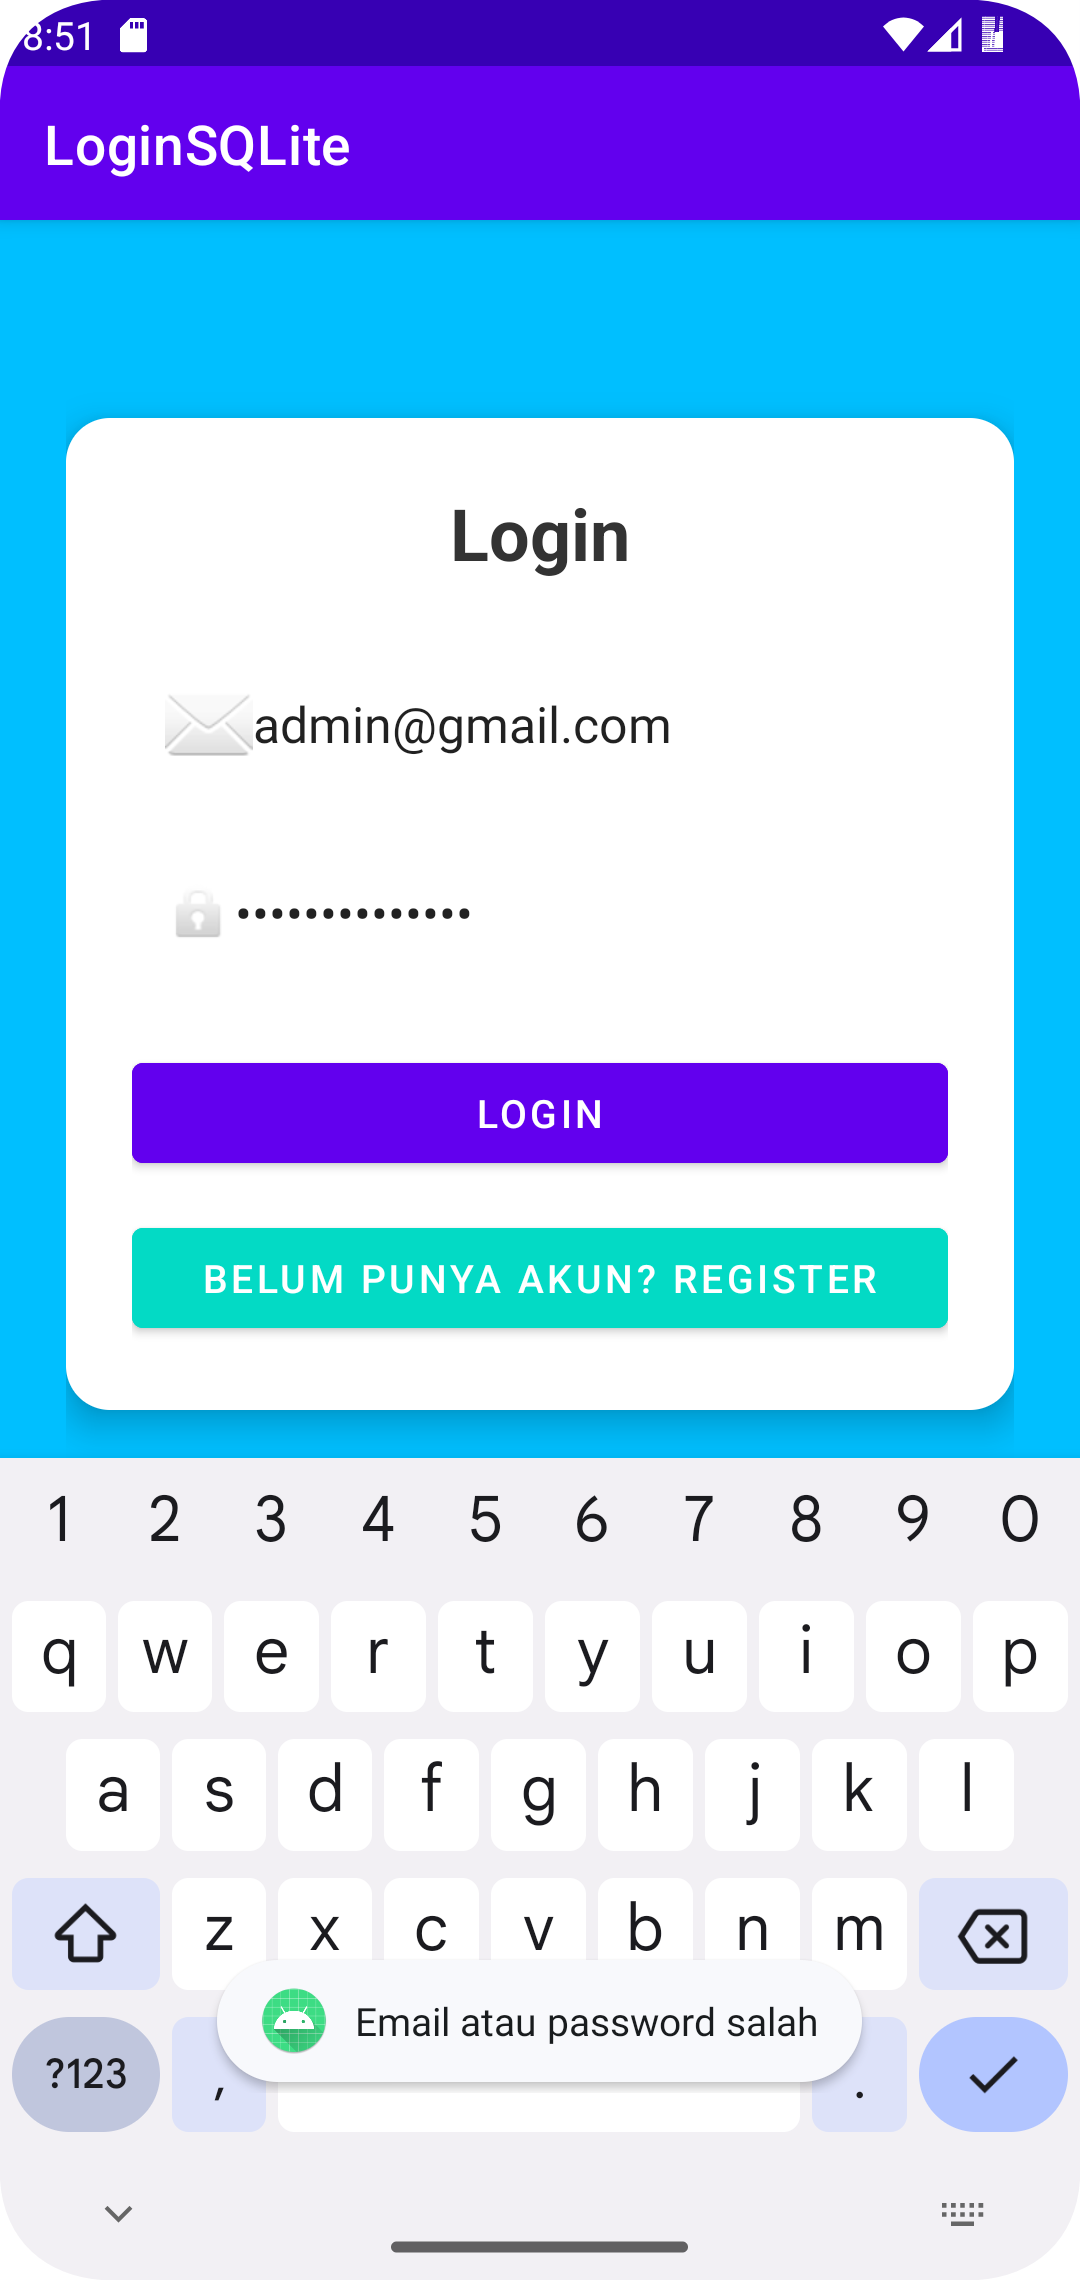 8:51
LoginSQLite
Login
admin@gmail.com
••••••••••••••
LOGIN
BELUM PUNYA AKUN? REGISTER
1 2 3 4 5 6 7 8 9 0
q w e r t y u i o p
a s d f g h j k l
z x c v b n m
Email atau password salah
?123 , .